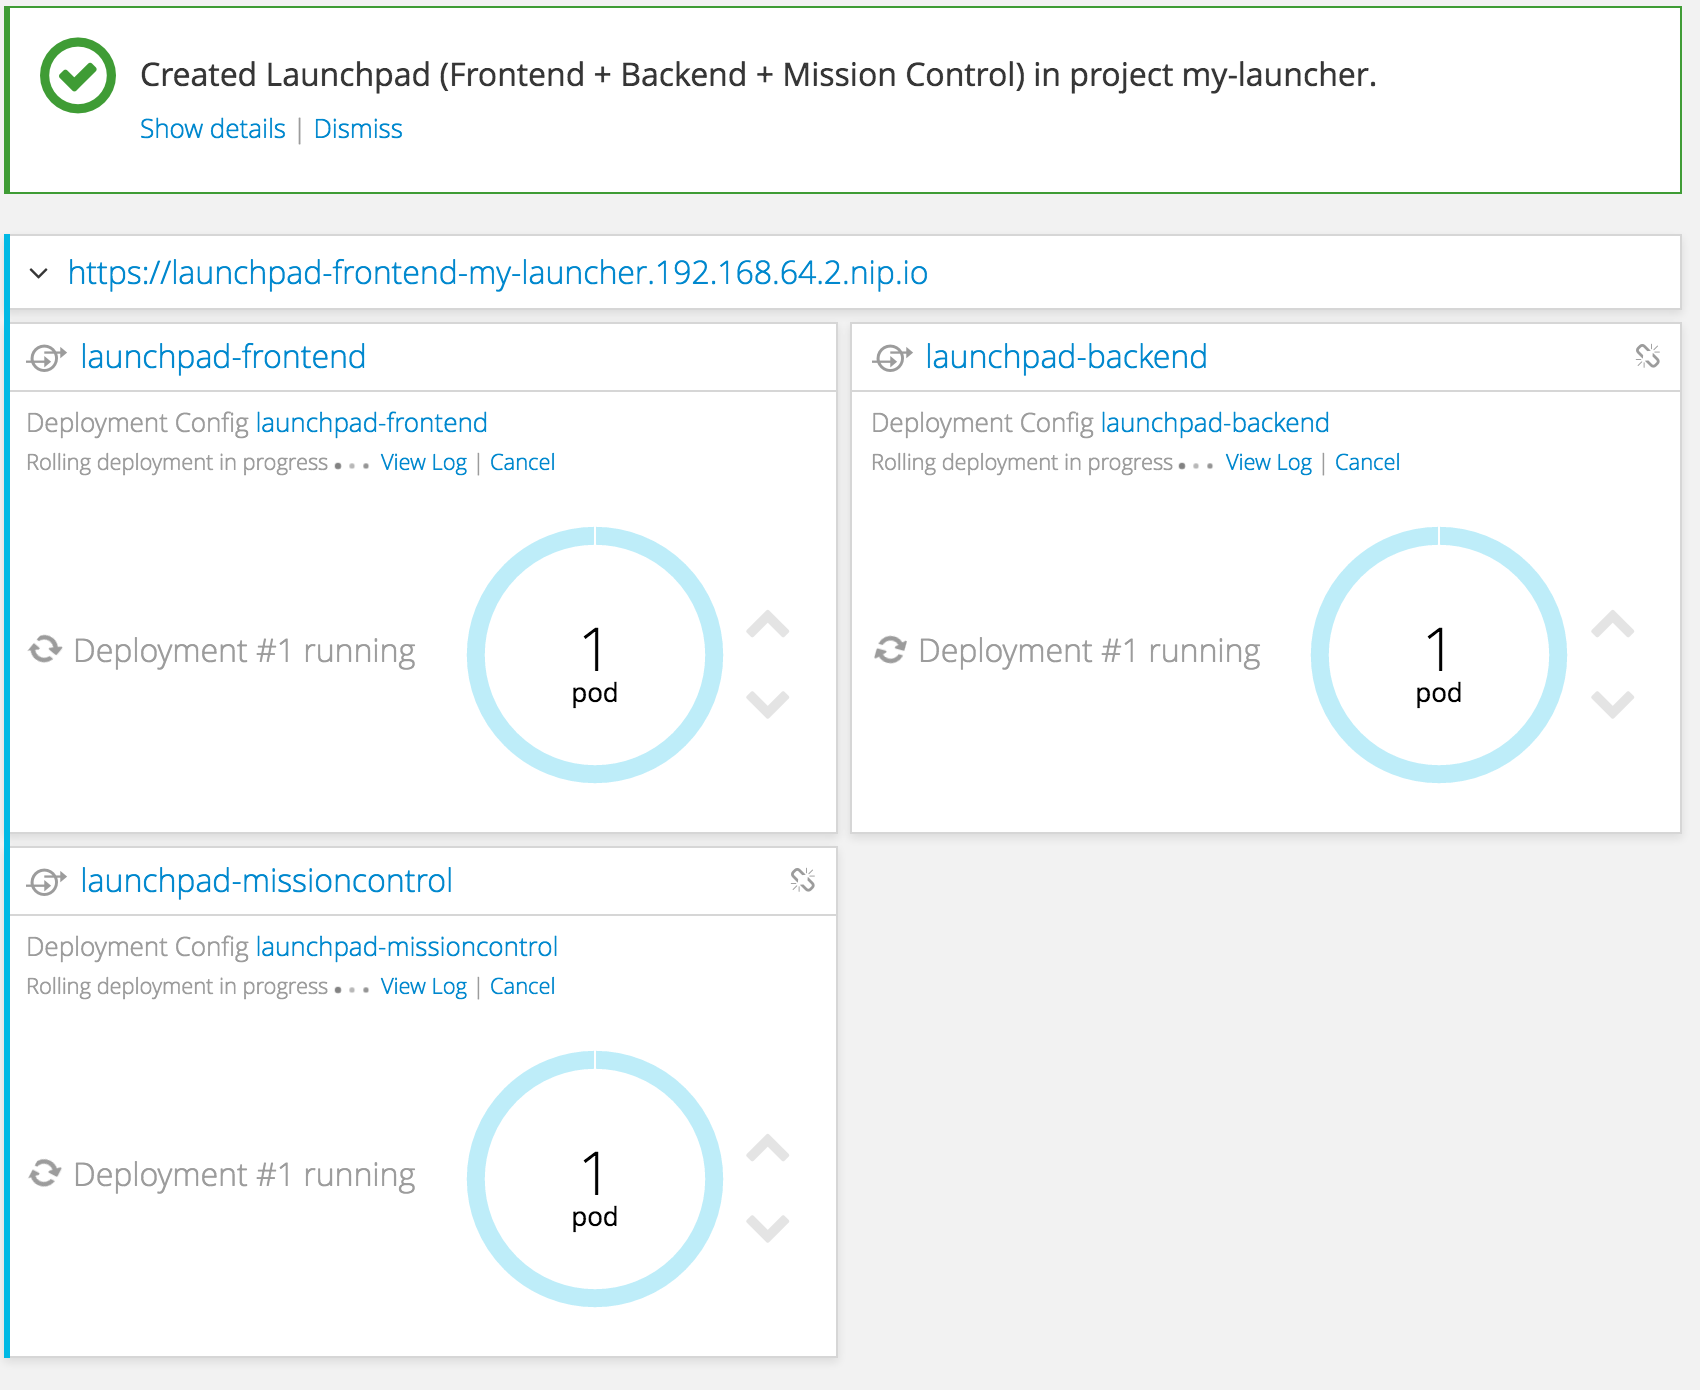 Created Launchpad (Frontend + Backend + Mission Control) in project my-launcher.
Show details | Dismiss
https://launchpad-frontend-my-launcher.192.168.64.2.nip.io
launchpad-frontend
Deployment Config launchpad-frontend
Rolling deployment in progress View Log | Cancel
Deployment #1 running
1
pod
launchpad-backend
Deployment Config launchpad-backend
Rolling deployment in progress View Log | Cancel
Deployment #1 running
1
pod
launchpad-missioncontrol
Deployment Config launchpad-missioncontrol
Rolling deployment in progress View Log | Cancel
Deployment #1 running
1
pod